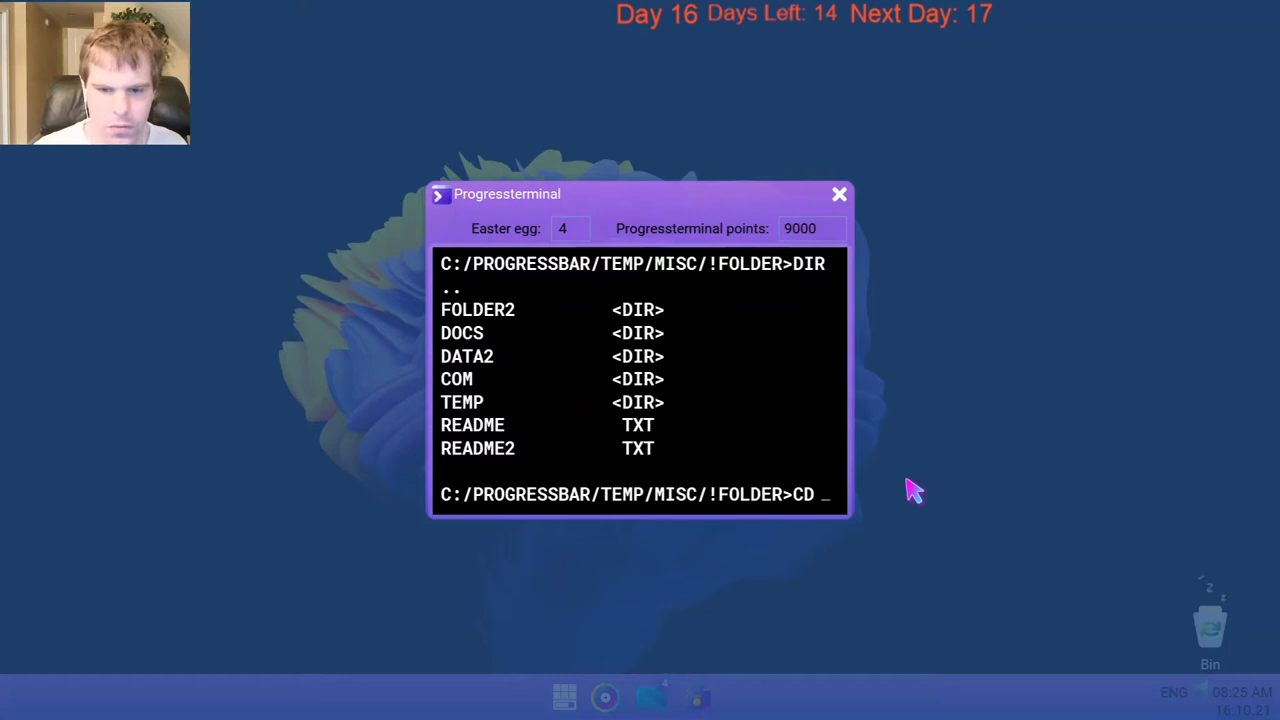 Day 16 Days Left: 14 Next Day: 17
Progressterminal
Easter egg: 4 Progressterminal points: 9000
C:/PROGRESSBAR/TEMP/MISC/!FOLDER>DIR
..
FOLDER2 <DIR>
DOCS <DIR>
DATA2 <DIR>
COM <DIR>
TEMP <DIR>
README TXT
README2 TXT
C:/PROGRESSBAR/TEMP/MISC/!FOLDER>CD _
z z z
Bin
4
ENG 08:25 AM
16.10.21